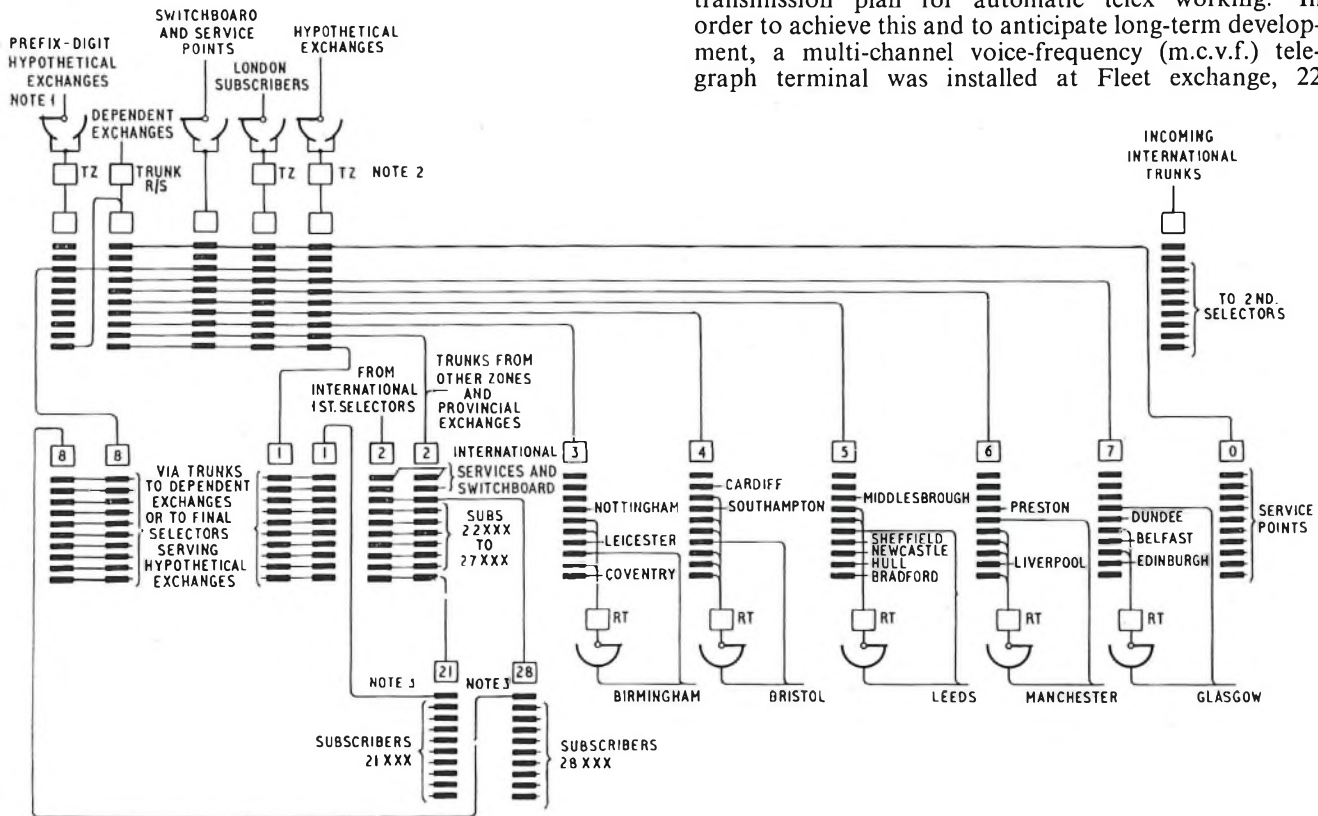 transmission plan for automatic telex working. In
order to achieve this and to anticipate long-term develop-
ment, a multi-channel voice-frequency (m.c.v.f.) tele-
graph terminal was installed at Fleet exchange, 22
PREFIX-DIGIT
HYPOTHETICAL
EXCHANGES
NOTE 1
DEPENDENT
EXCHANGES
SWITCHBOARD
AND SERVICE
POINTS
LONDON
SUBSCRIBERS
HYPOTHETICAL
EXCHANGES
TZ
TRUNK
R/S
TZ
TZ
NOTE 2
INCOMING
INTERNATIONAL
TRUNKS
TO 2ND.
SELECTORS
FROM
INTERNATIONAL
1ST. SELECTORS
TRUNKS FROM
OTHER ZONES
AND
PROVINCIAL
EXCHANGES
8
8
1
1
2
2
3
4
5
6
7
0
VIA TRUNKS
TO DEPENDENT
EXCHANGES
OR TO FINAL
SELECTORS
SERVING
HYPOTHETICAL
EXCHANGES
INTERNATIONAL
SERVICES AND
SWITCHBOARD
SUBS
22XXX
TO
27XXX
NOTTINGHAM
LEICESTER
COVENTRY
CARDIFF
SOUTHAMPTON
MIDDLESBROUGH
SHEFFIELD
NEWCASTLE
HULL
BRADFORD
PRESTON
LIVERPOOL
DUNDEE
BELFAST
EDINBURGH
SERVICE
POINTS
RT
RT
RT
RT
RT
NOTE 3
21
NOTE 3
28
BIRMINGHAM
BRISTOL
LEEDS
MANCHESTER
GLASGOW
SUBSCRIBERS
21XXX
SUBSCRIBERS
28XXX